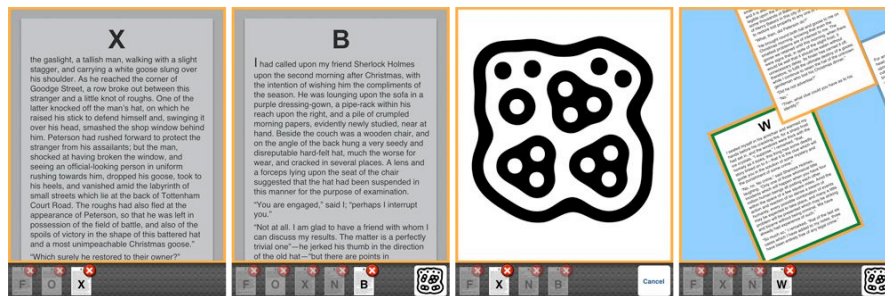 X
the gaslight, a tallish man, walking with a slight
stagger, and carrying a white goose slung over
his shoulder. As he reached the corner of
Goodge Street, a row broke out between this
stranger and a little knot of roughs. One of the
latter knocked off the man's hat, on which he
raised his stick to defend himself and, swinging it
over his head, smashed the shop window behind
him. Peterson had rushed forward to protect the
stranger from his assailants; but the man,
shocked at having broken the window, and
seeing an official-looking person in uniform
rushing towards him, dropped his goose, took to
his heels, and vanished amid the labyrinth of
small streets which lie at the back of Tottenham
Court Road. The roughs had also fled at the
appearance of Peterson, so that he was left in
possession of the field of battle, and also of the
spoils of victory in the shape of this battered hat
and a most unimpeachable Christmas goose."
"Which surely he restored to their owner?"
F O X
B
I had called upon my friend Sherlock Holmes
upon the second morning after Christmas, with
the intention of wishing him the compliments of
the season. He was lounging upon the sofa in a
purple dressing-gown, a pipe-rack within his
reach upon the right, and a pile of crumpled
morning papers, evidently newly studied, near at
hand. Beside the couch was a wooden chair, and
on the angle of the back hung a very seedy and
disreputable hard-felt hat, much the worse for
wear, and cracked in several places. A lens and
a forceps lying upon the seat of the chair
suggested that the hat had been suspended in
this manner for the purpose of examination.
"You are engaged," said I; "perhaps I interrupt
you."
"Not at all. I am glad to have a friend with whom I
can discuss my results. The matter is a perfectly
trivial one"—he jerked his thumb in the direction
of the old hat—"but there are points in
F O X N B
F X N B
Cancel
W
F X N W